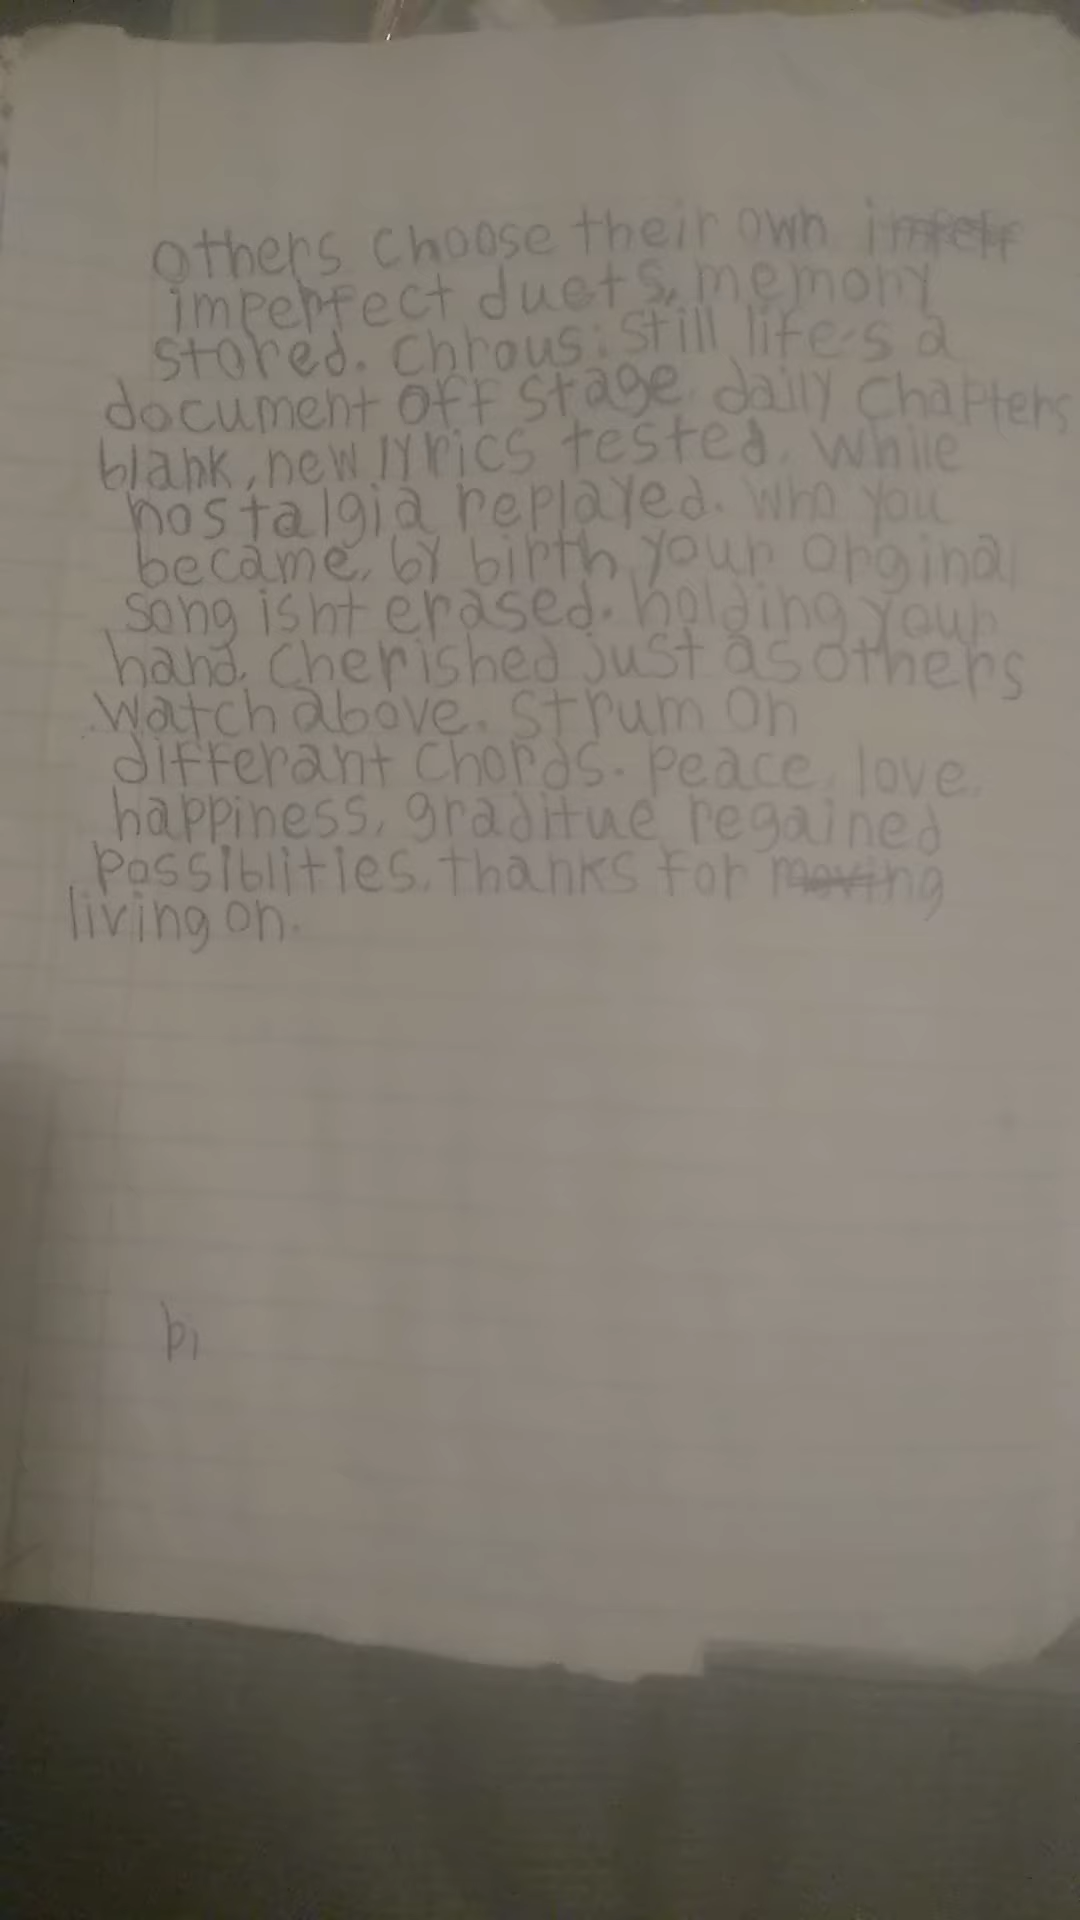 others choose their own
imperfect duets, memory
stored. Chrous: still life's a
document off stage. daily chapters
blank, new lyrics tested. while
nostalgia replayed. who you
became, by birth your orginal
song isnt erased. holding your
hand. Cherished just as others
watch above. Strum on
differant Chords. peace, love,
happiness, graditue regained
possiblities. thanks for moving
living on.